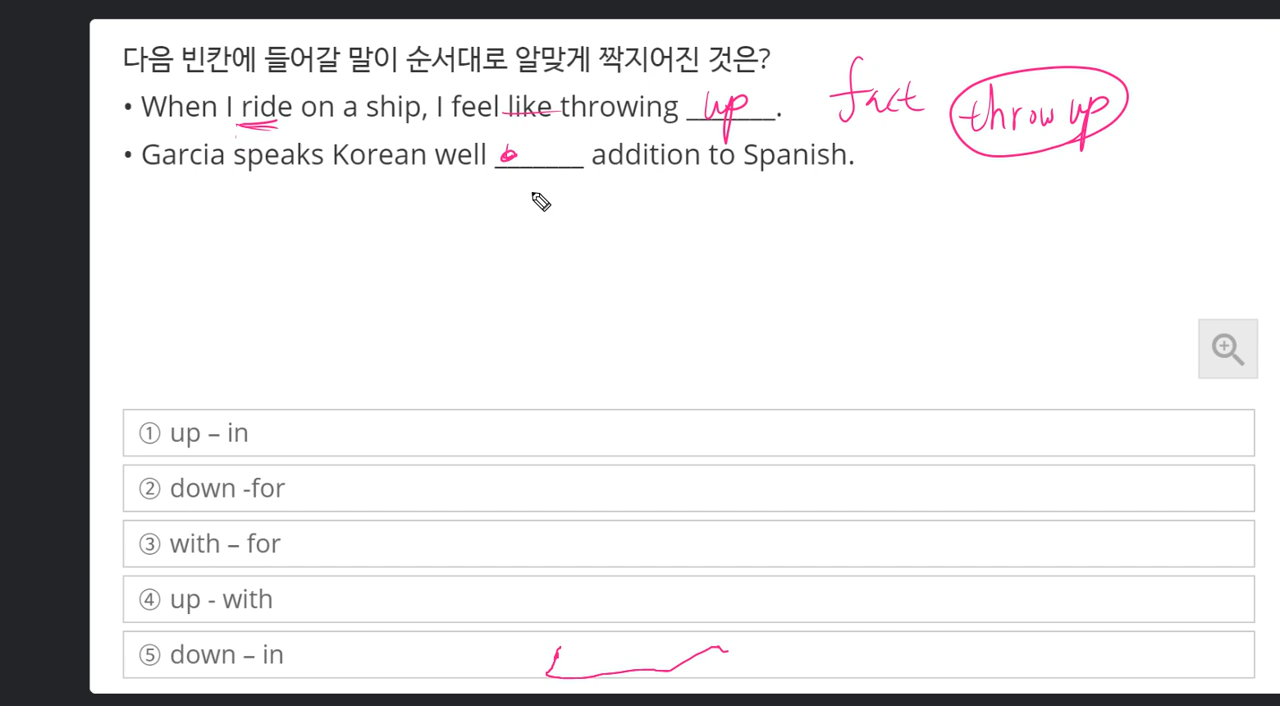 다음 빈칸에 들어갈 말이 순서대로 알맞게 짝지어진 것은?
• When I ride on a ship, I feel like throwing up. fact throw up
• Garcia speaks Korean well ______ addition to Spanish.
① up – in
② down -for
③ with – for
④ up - with
⑤ down – in